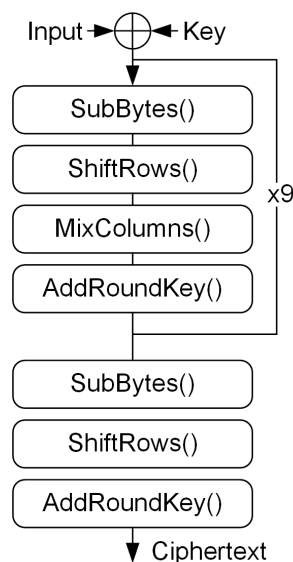 Input Key
SubBytes()
ShiftRows()
x9
MixColumns()
AddRoundKey()
SubBytes()
ShiftRows()
AddRoundKey()
Ciphertext